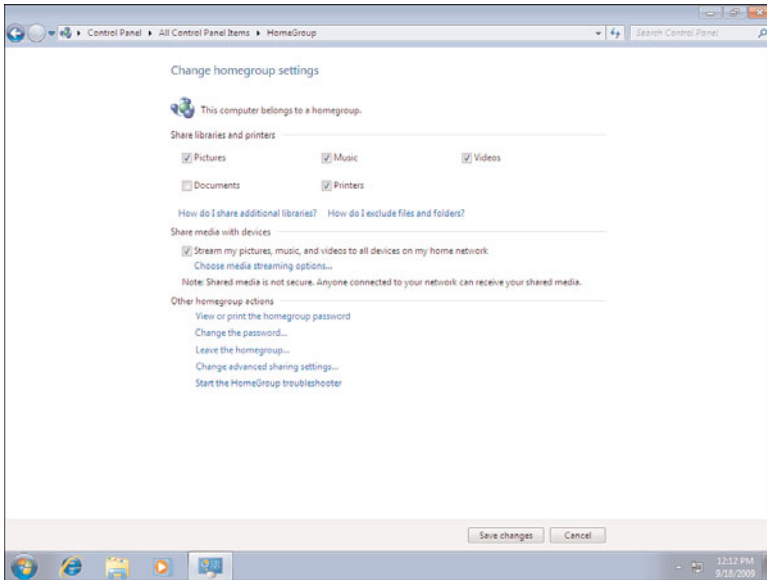 Control Panel ▸ All Control Panel Items ▸ HomeGroup
Search Control Panel
Change homegroup settings
This computer belongs to a homegroup.
Share libraries and printers
Pictures Music Videos
Documents Printers
How do I share additional libraries? How do I exclude files and folders?
Share media with devices
Stream my pictures, music, and videos to all devices on my home network
Choose media streaming options...
Note: Shared media is not secure. Anyone connected to your network can receive your shared media.
Other homegroup actions
View or print the homegroup password
Change the password...
Leave the homegroup...
Change advanced sharing settings...
Start the HomeGroup troubleshooter
Save changes Cancel
12:12 PM
9/18/2009